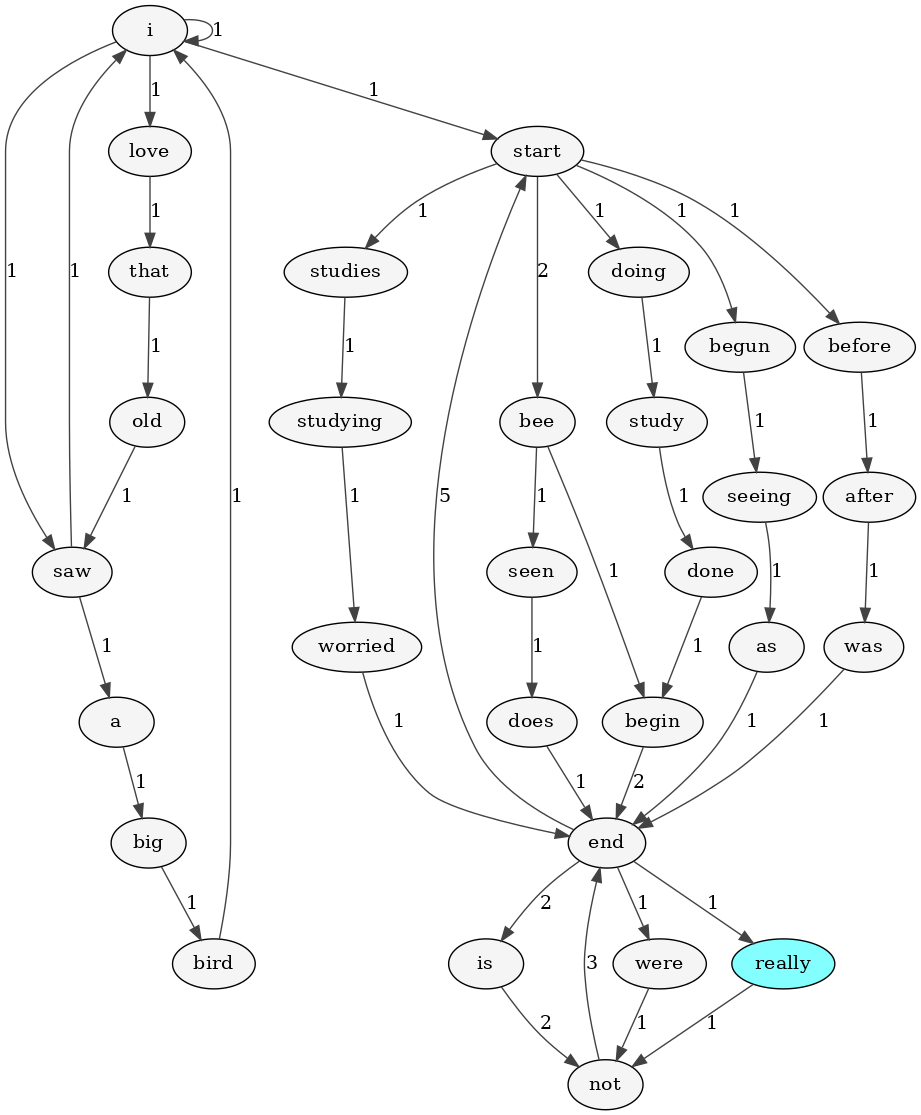 i
1
1
1
love
start
1
1
1
1
2
1
1
1
1
that
studies
doing
begun
before
1
1
1
1
1
old
studying
bee
study
seeing
after
1
1
5
1
1
1
1
1
1
saw
seen
done
worried
as
was
1
1
1
a
does
begin
1
1
1
1
2
1
big
end
1
2
1
1
bird
is
were
really
3
2
1
1
not